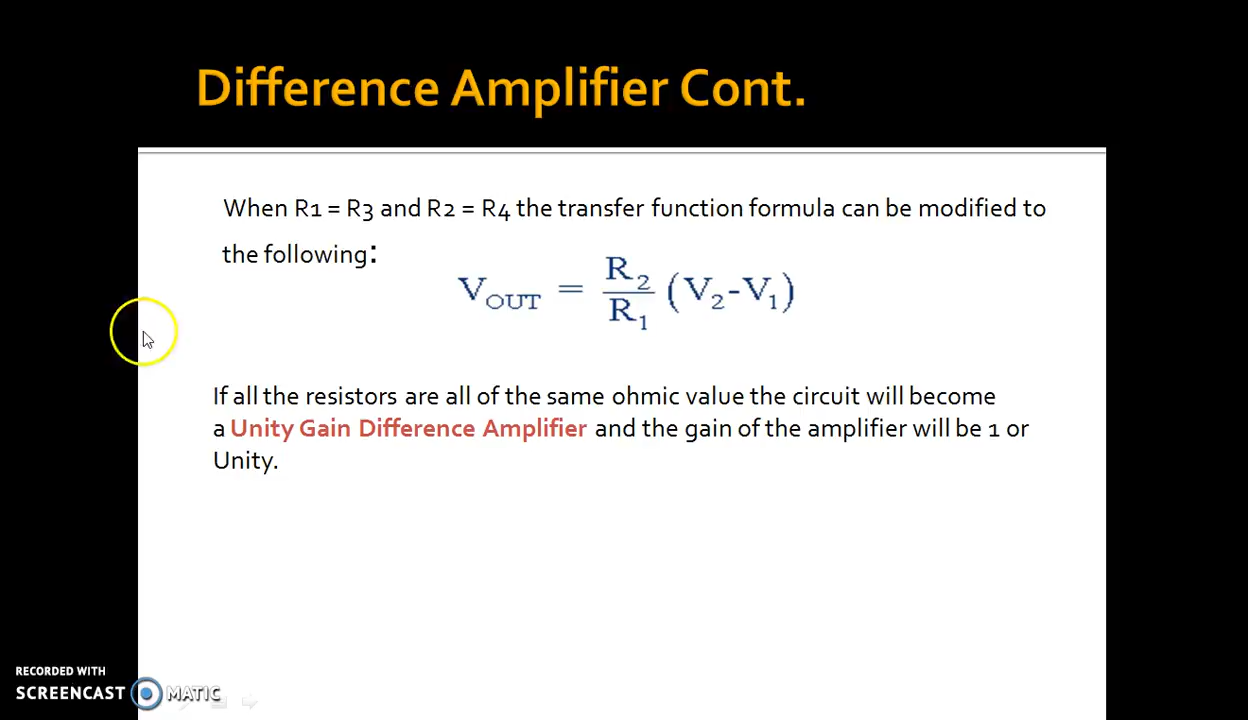 Difference Amplifier Cont.
When R1 = R3 and R2 = R4 the transfer function formula can be modified to
the following:
V_OUT = R_2/R_1 (V_2-V_1)
If all the resistors are all of the same ohmic value the circuit will become
a Unity Gain Difference Amplifier and the gain of the amplifier will be 1 or
Unity.
RECORDED WITH
SCREENCAST MATIC